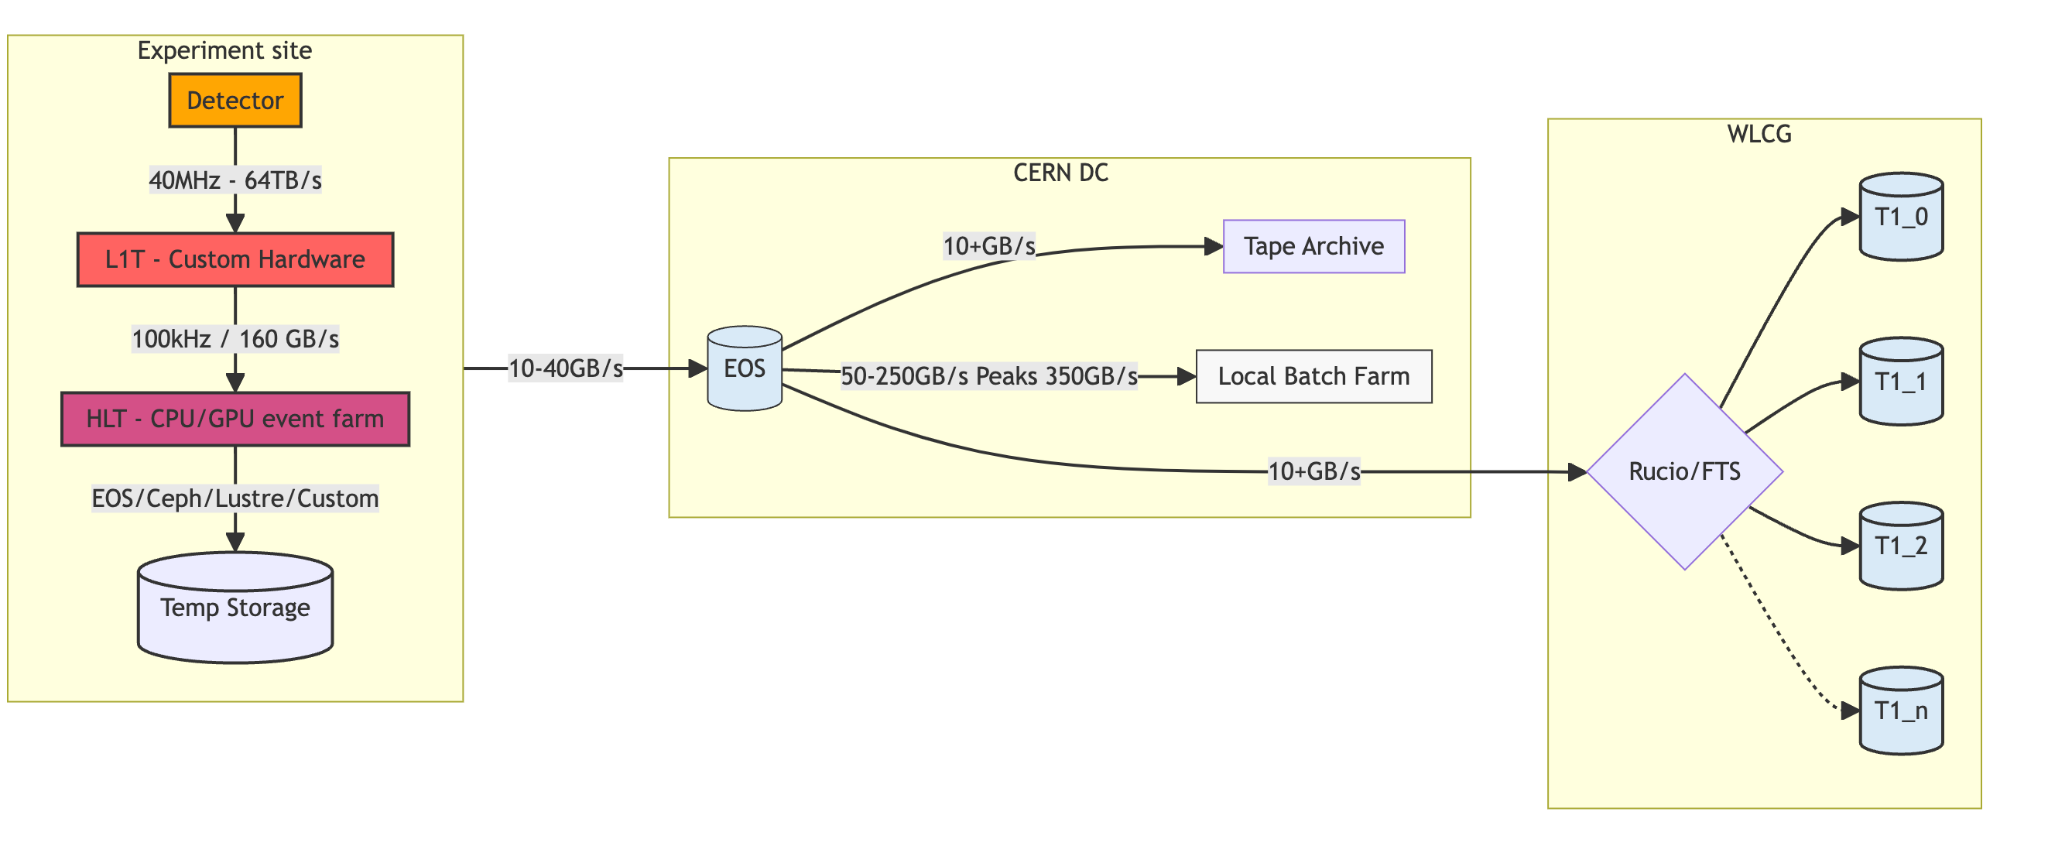 Experiment site
Detector
40MHz - 64TB/s
L1T - Custom Hardware
100kHz / 160 GB/s
HLT - CPU/GPU event farm
EOS/Ceph/Lustre/Custom
Temp Storage
10-40GB/s
CERN DC
EOS
10+GB/s
Tape Archive
50-250GB/s Peaks 350GB/s
Local Batch Farm
10+GB/s
WLCG
Rucio/FTS
T1_0
T1_1
T1_2
T1_n